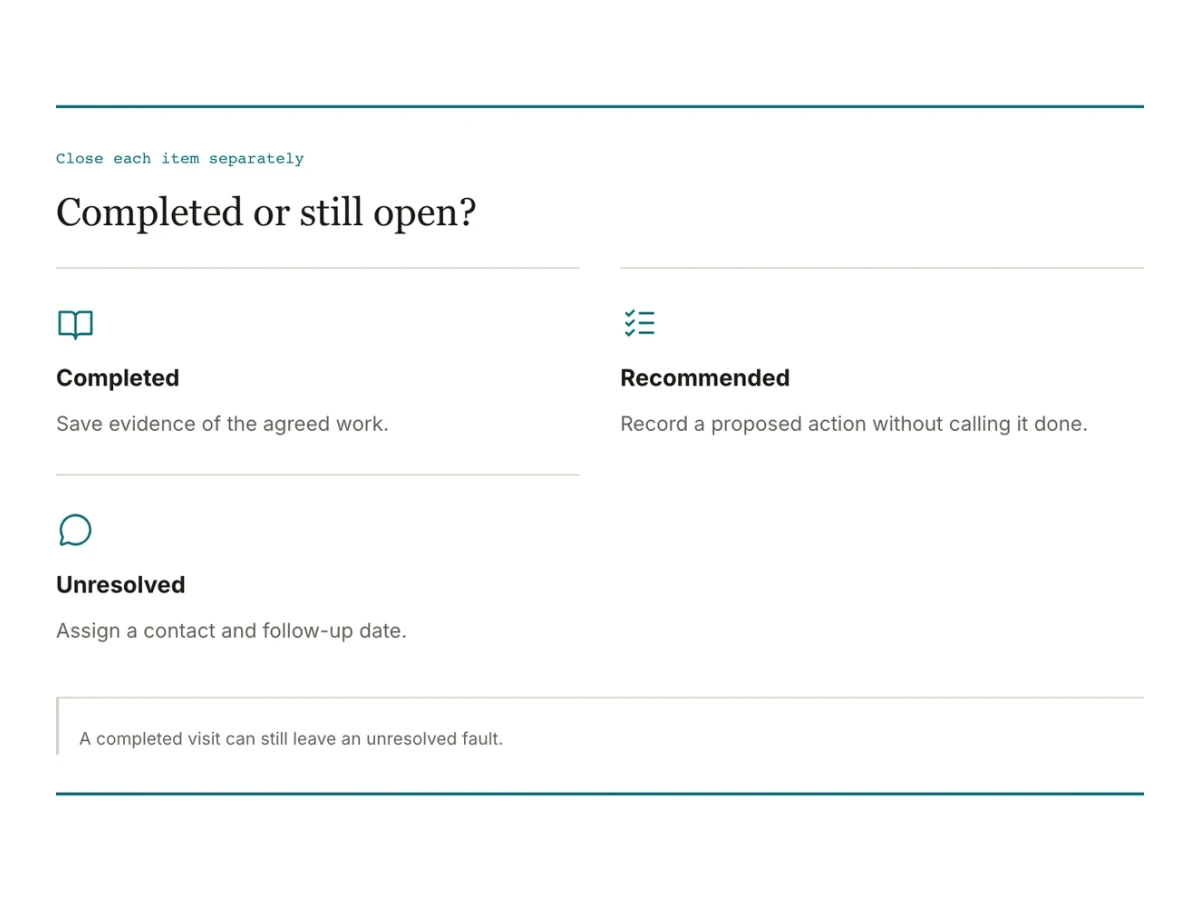 Close each item separately
Completed or still open?
Completed
Save evidence of the agreed work.
Recommended
Record a proposed action without calling it done.
Unresolved
Assign a contact and follow-up date.
A completed visit can still leave an unresolved fault.